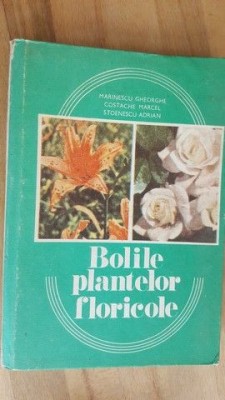 MARINESCU GHEORGHE
COSTACHE MARCEL
STOENESCU ADRIAN
Bolile
plantelor
floricole